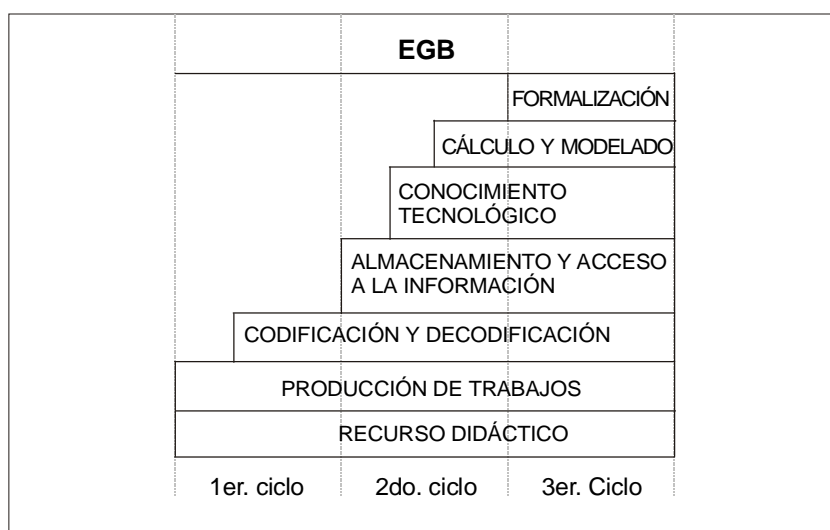 EGB
FORMALIZACIÓN
CÁLCULO Y MODELADO
CONOCIMIENTO
TECNOLÓGICO
ALMACENAMIENTO Y ACCESO
A LA INFORMACIÓN
CODIFICACIÓN Y DECODIFICACIÓN
PRODUCCIÓN DE TRABAJOS
RECURSO DIDÁCTICO
1er. ciclo 2do. ciclo 3er. Ciclo